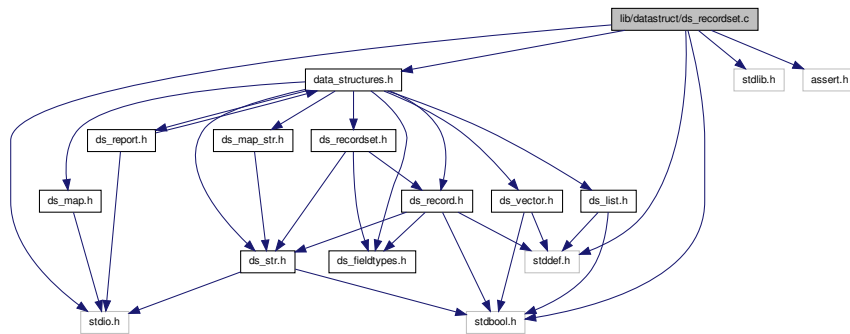 lib/datastruct/ds_recordset.c
data_structures.h
stdlib.h
assert.h
ds_report.h
ds_map_str.h
ds_recordset.h
ds_map.h
ds_record.h
ds_vector.h
ds_list.h
ds_str.h
ds_fieldtypes.h
stddef.h
stdio.h
stdbool.h